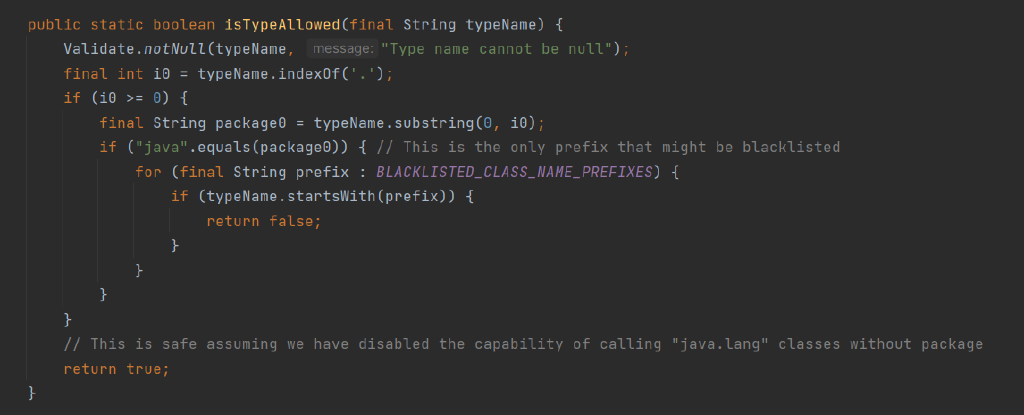 public static boolean isTypeAllowed(final String typeName) {
Validate.notNull(typeName, message: "Type name cannot be null");
final int i0 = typeName.indexOf('.');
if (i0 >= 0) {
final String package0 = typeName.substring(0, i0);
if ("java".equals(package0)) { // This is the only prefix that might be blacklisted
for (final String prefix : BLACKLISTED_CLASS_NAME_PREFIXES) {
if (typeName.startsWith(prefix)) {
return false;
}
}
}
}
// This is safe assuming we have disabled the capability of calling "java.lang" classes without package
return true;
}